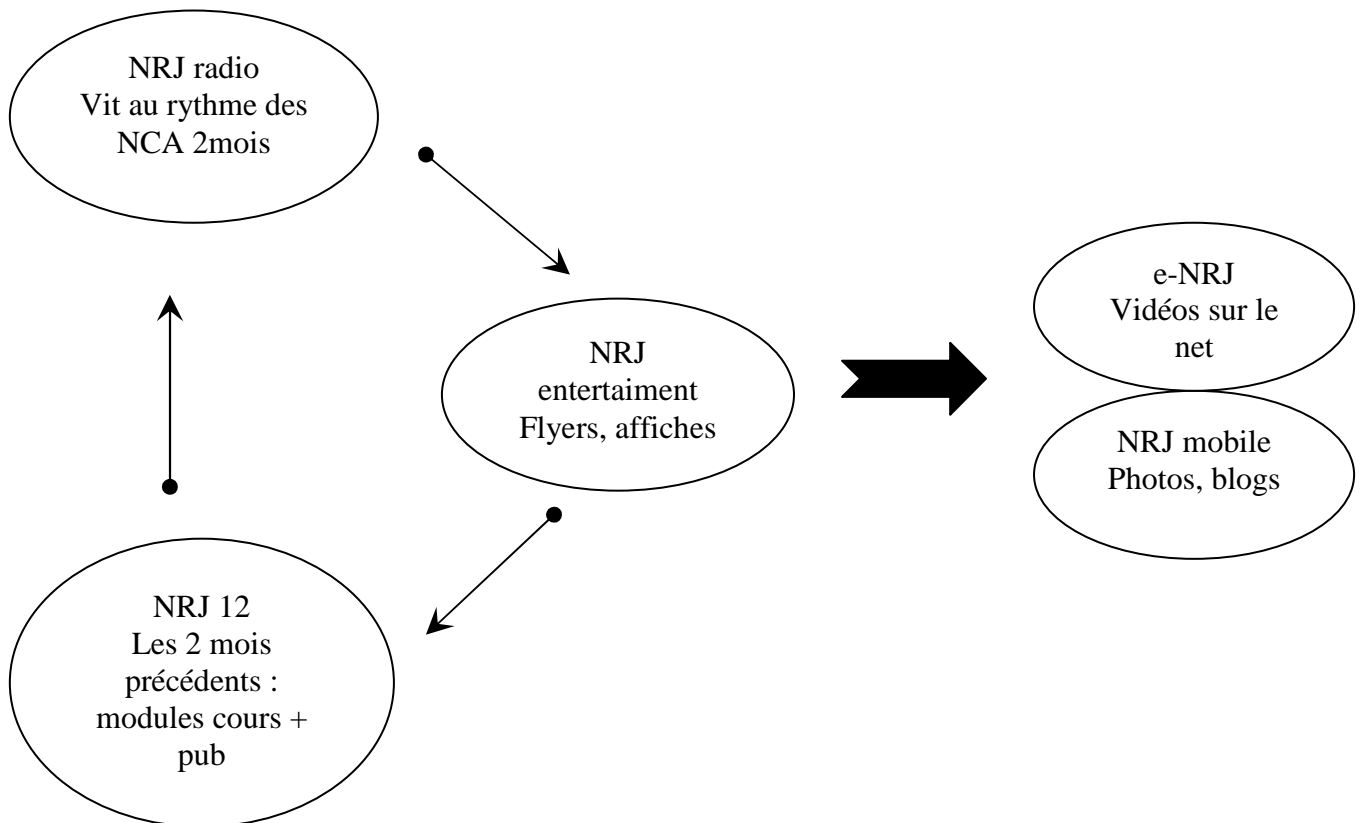 NRJ radio
Vit au rythme des
NCA 2mois
NRJ
entertaiment
Flyers, affiches
NRJ 12
Les 2 mois
précédents :
modules cours +
pub
e-NRJ
Vidéos sur le
net
NRJ mobile
Photos, blogs